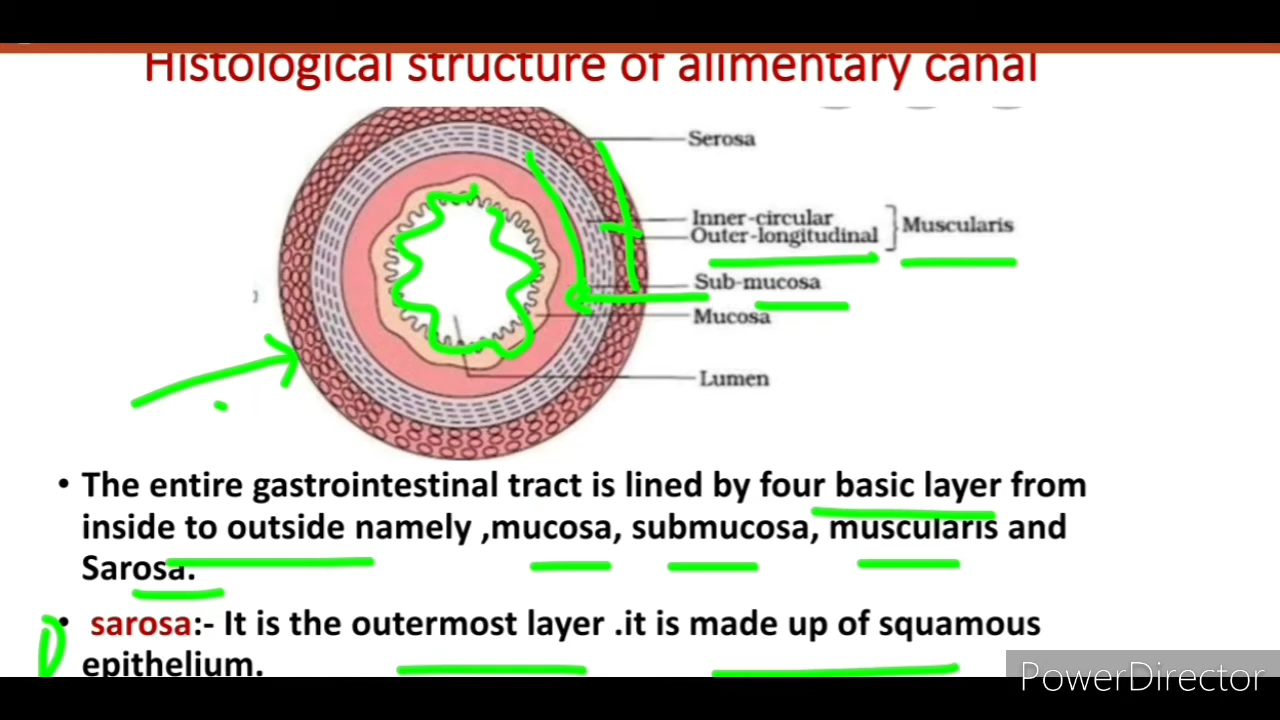 Histological structure of alimentary canal
Serosa
Inner-circular
Outer-longitudinal
Muscularis
Sub-mucosa
Mucosa
Lumen
• The entire gastrointestinal tract is lined by four basic layer from
inside to outside namely ,mucosa, submucosa, muscularis and
Sarosa.
• sarosa:- It is the outermost layer .it is made up of squamous
epithelium.
PowerDirector